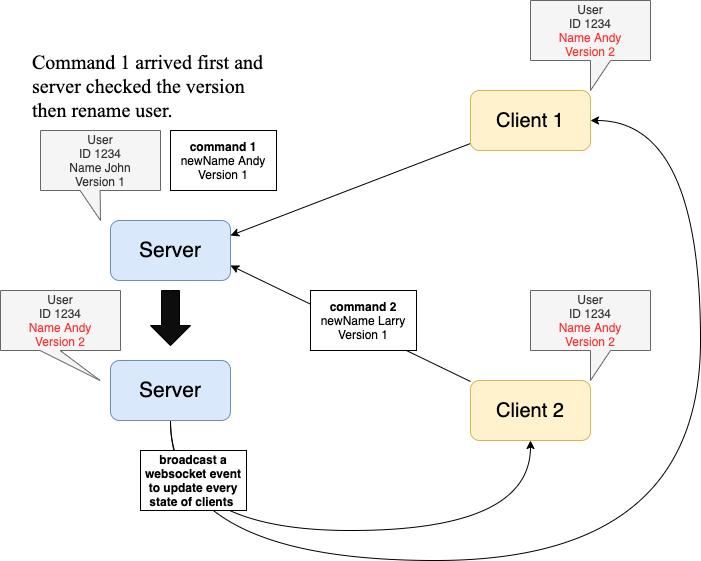 User
ID 1234
Name Andy
Version 2
Command 1 arrived first and
server checked the version
then rename user.
Client 1
User
ID 1234
Name John
Version 1
command 1
newName Andy
Version 1
Server
User
ID 1234
Name Andy
Version 2
command 2
newName Larry
Version 1
User
ID 1234
Name Andy
Version 2
Server
Client 2
broadcast a
websocket event
to update every
state of clients